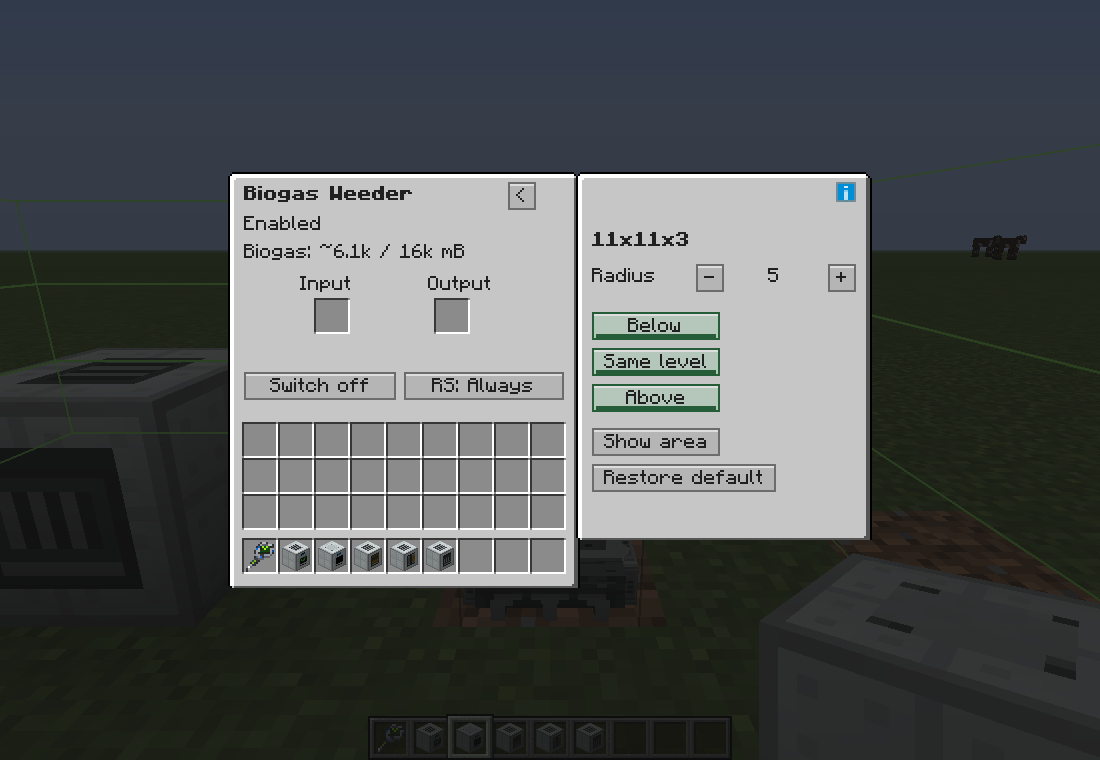 Biogas Weeder
<
Enabled
Biogas: ~6.1k / 16k mB
Input
Output
Switch off
RS: Always
i
11x11x3
Radius
−
5
+
Below
Same level
Above
Show area
Restore default